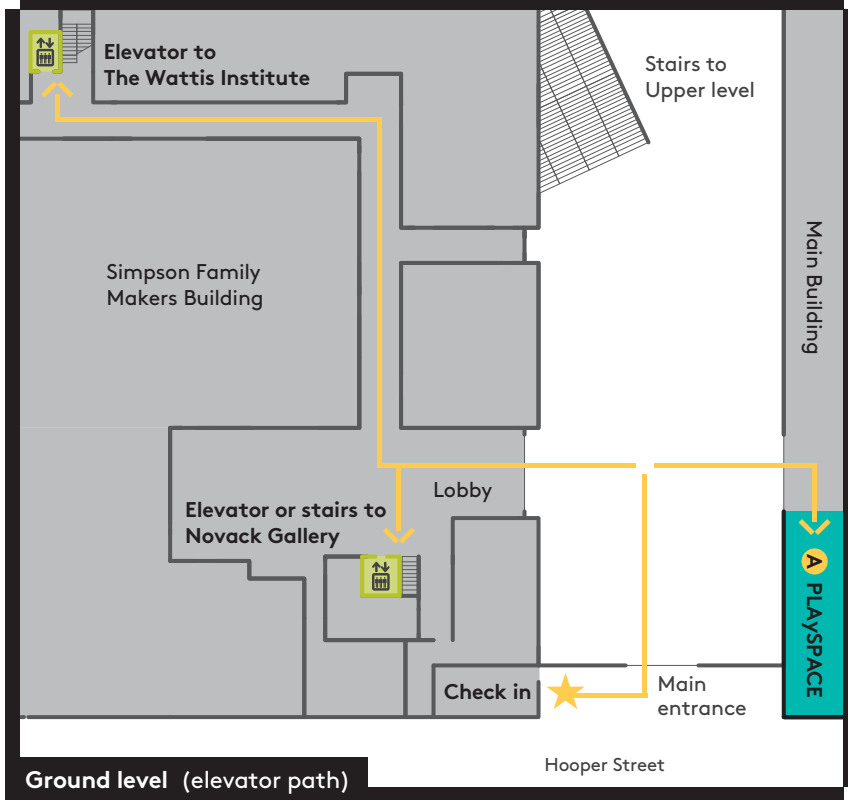 Elevator to
The Wattis Institute
Stairs to
Upper level
Simpson Family
Makers Building
Main Building
Elevator or stairs to
Novack Gallery
Lobby
A PLAySPACE
Check in
Main
entrance
Hooper Street
Ground level (elevator path)